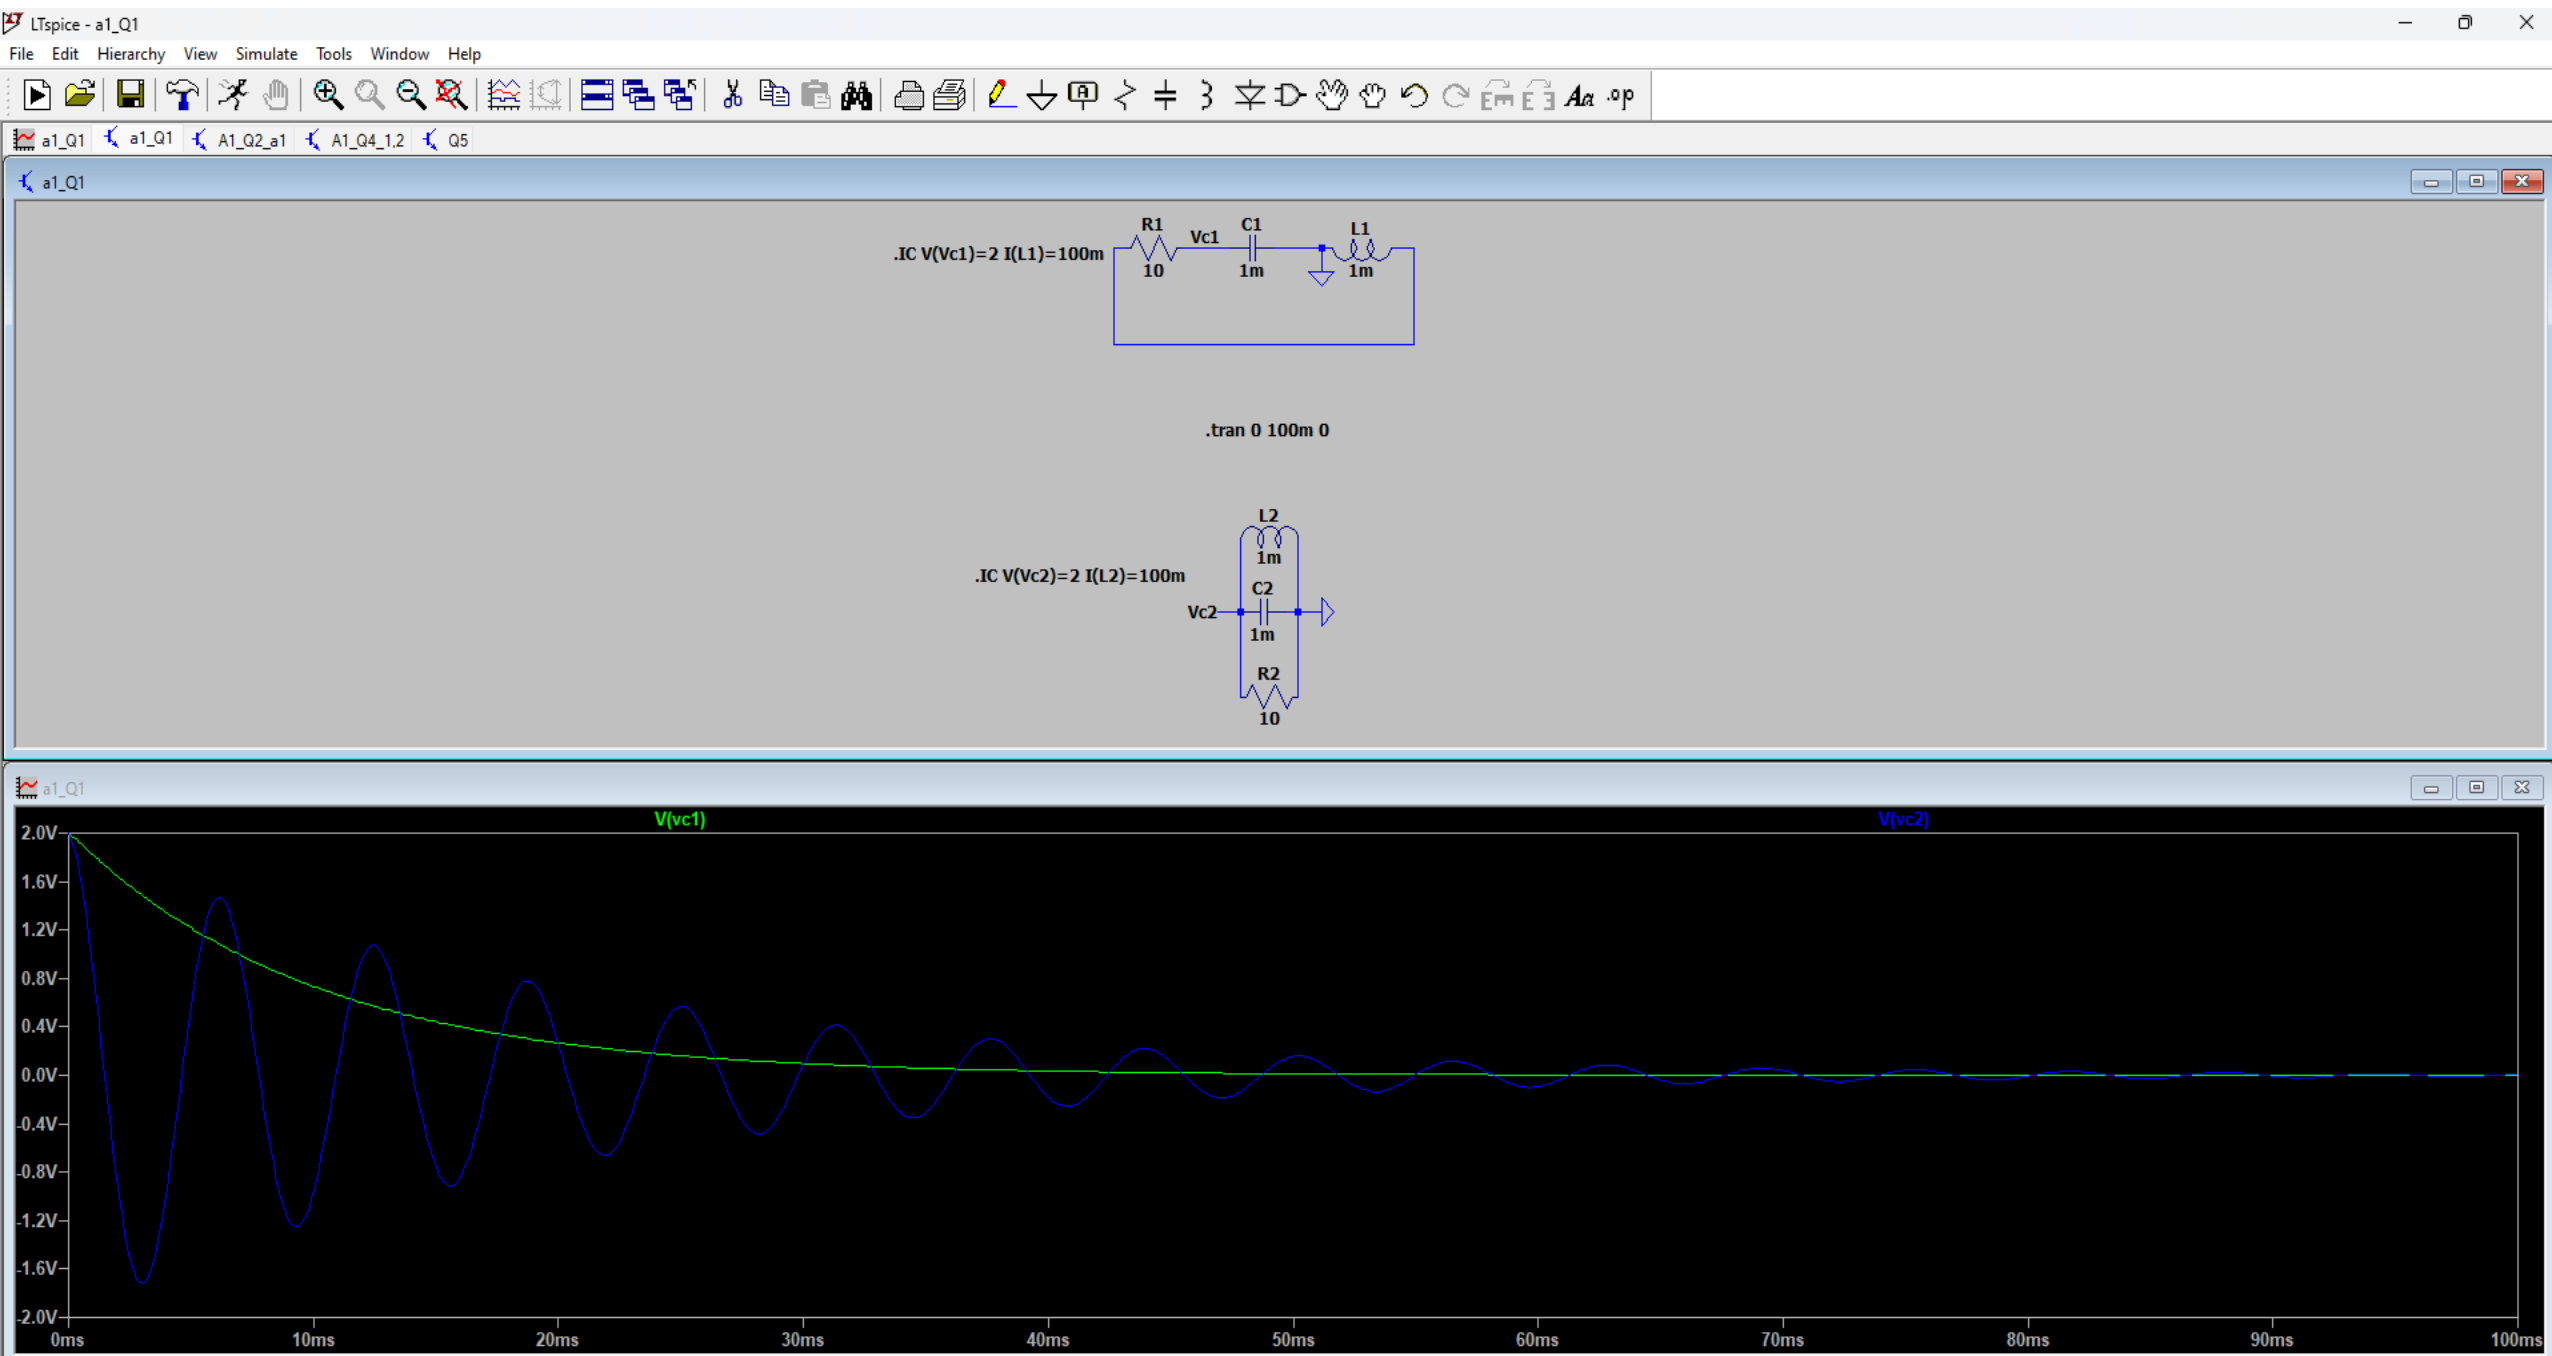 LTspice - a1_Q1
File Edit Hierarchy View Simulate Tools Window Help
A Aa .op
a1_Q1 a1_Q1 A1_Q2_a1 A1_Q4_1,2 Q5
a1_Q1
.IC V(Vc1)=2 I(L1)=100m
R1
10
Vc1
C1
1m
L1
1m
.tran 0 100m 0
L2
1m
.IC V(Vc2)=2 I(L2)=100m
C2
Vc2
1m
R2
10
a1_Q1
V(vc1) V(vc2)
2.0V
1.6V
1.2V
0.8V
0.4V
0.0V
-0.4V
-0.8V
-1.2V
-1.6V
-2.0V
0ms 10ms 20ms 30ms 40ms 50ms 60ms 70ms 80ms 90ms 100ms